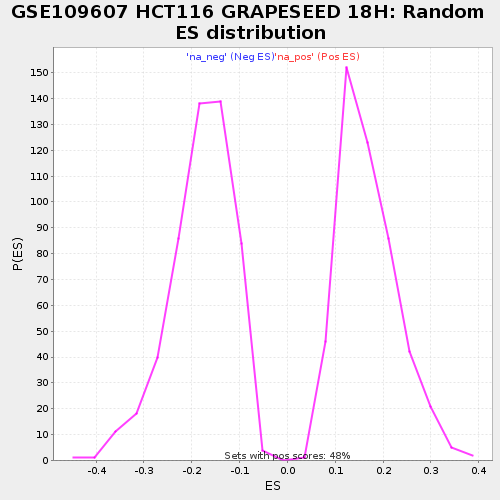 GSE109607 HCT116 GRAPESEED 18H: Random
ES distribution
'na_neg' (Neg ES)'na_pos' (Pos ES)
150
140
130
120
110
100
90
80
70
60
50
40
30
20
10
0
P(ES)
Sets with pos scores: 48%
-0.4 -0.3 -0.2 -0.1 0.0 0.1 0.2 0.3 0.4
ES